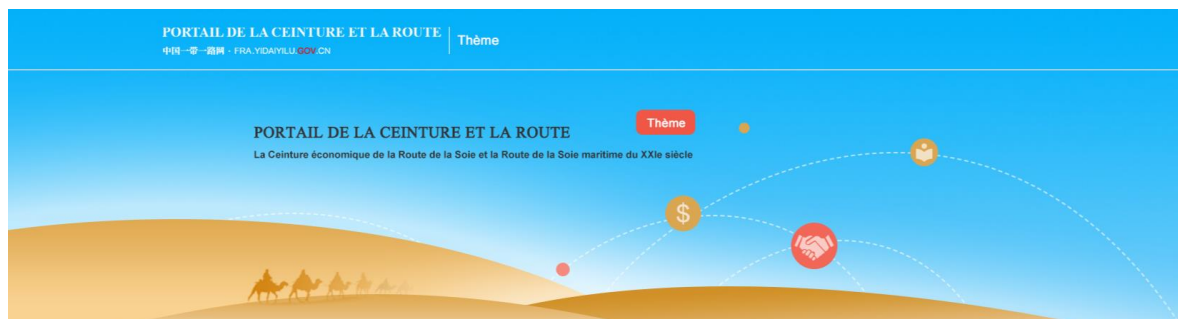 PORTAIL DE LA CEINTURE ET LA ROUTE
Thème
中国一带一路网 - FRA.YIDAIYILU.GOV.CN
PORTAIL DE LA CEINTURE ET LA ROUTE
Thème
La Ceinture économique de la Route de la Soie et la Route de la Soie maritime du XXIe siècle
$